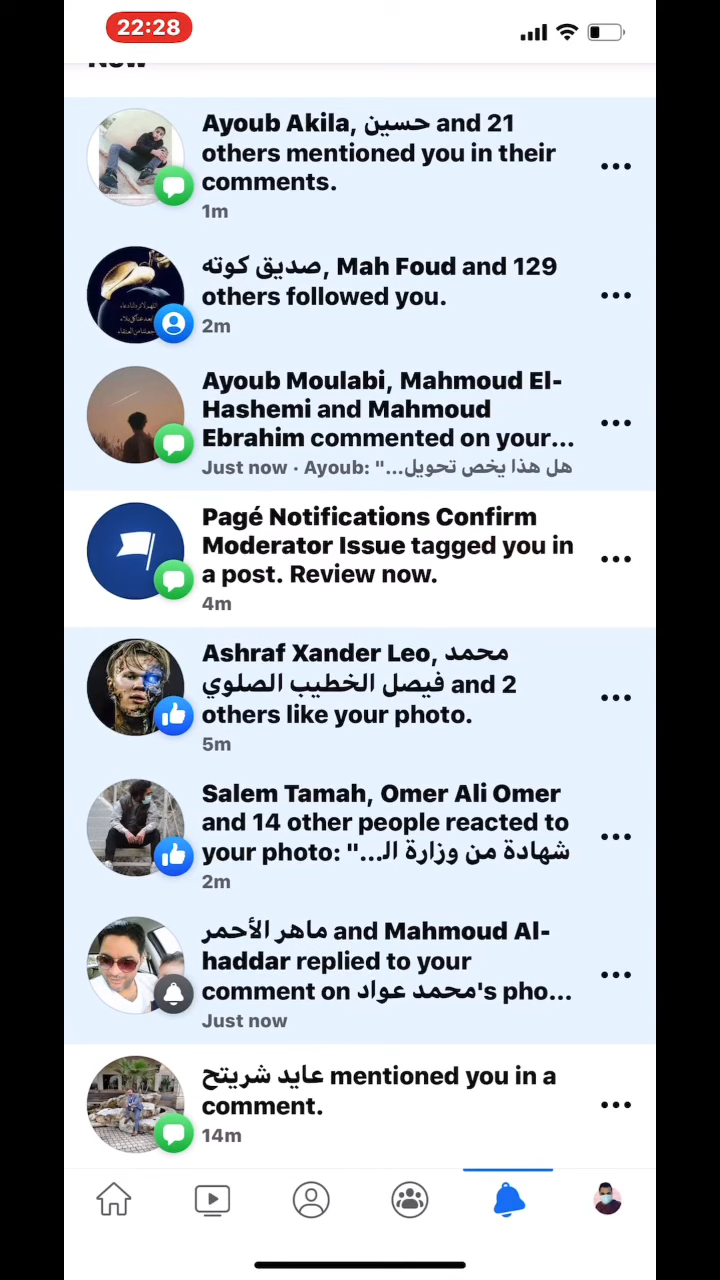 22:28
Ayoub Akila, حسين and 21
others mentioned you in their
comments.
1m
صديق كوته, Mah Foud and 129
others followed you.
2m
Ayoub Moulabi, Mahmoud El-
Hashemi and Mahmoud
Ebrahim commented on your...
Just now · Ayoub: "...هل هذا يخص تحويل
Pagé Notifications Confirm
Moderator Issue tagged you in
a post. Review now.
4m
Ashraf Xander Leo, محمد
فيصل الخطيب الصلوي and 2
others like your photo.
5m
Salem Tamah, Omer Ali Omer
and 14 other people reacted to
your photo: "...شهادة من وزارة الـ
2m
ماهر الأحمر and Mahmoud Al-
haddar replied to your
comment on محمد عواد's pho...
Just now
عايد شريتح mentioned you in a
comment.
14m